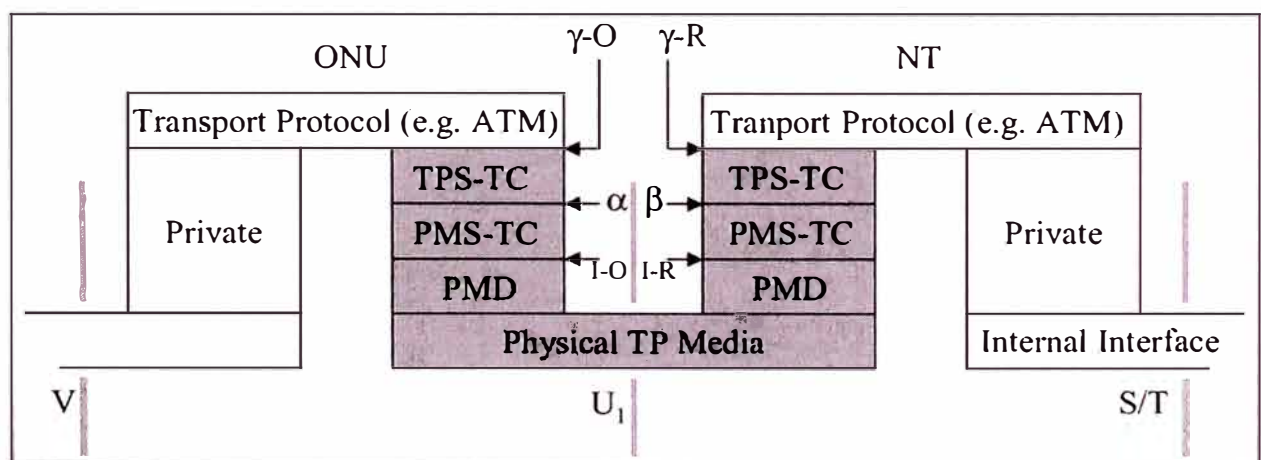 γ-O γ-R
ONU NT
Transport Protocol (e.g. ATM) Tranport Protocol (e.g. ATM)
TPS-TC TPS-TC
α β
Private PMS-TC PMS-TC Private
I-O I-R
PMD PMD
Physical TP Media Internal Interface
V U₁ S/T